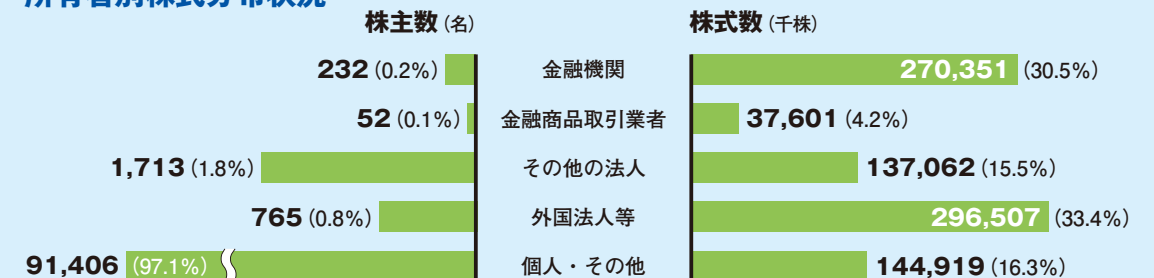 所有者別株式分布状況
株主数(名) 株式数(千株)
232(0.2%) 金融機関 270,351(30.5%)
52(0.1%) 金融商品取引業者 37,601(4.2%)
1,713(1.8%) その他の法人 137,062(15.5%)
765(0.8%) 外国法人等 296,507(33.4%)
91,406(97.1%) 個人・その他 144,919(16.3%)